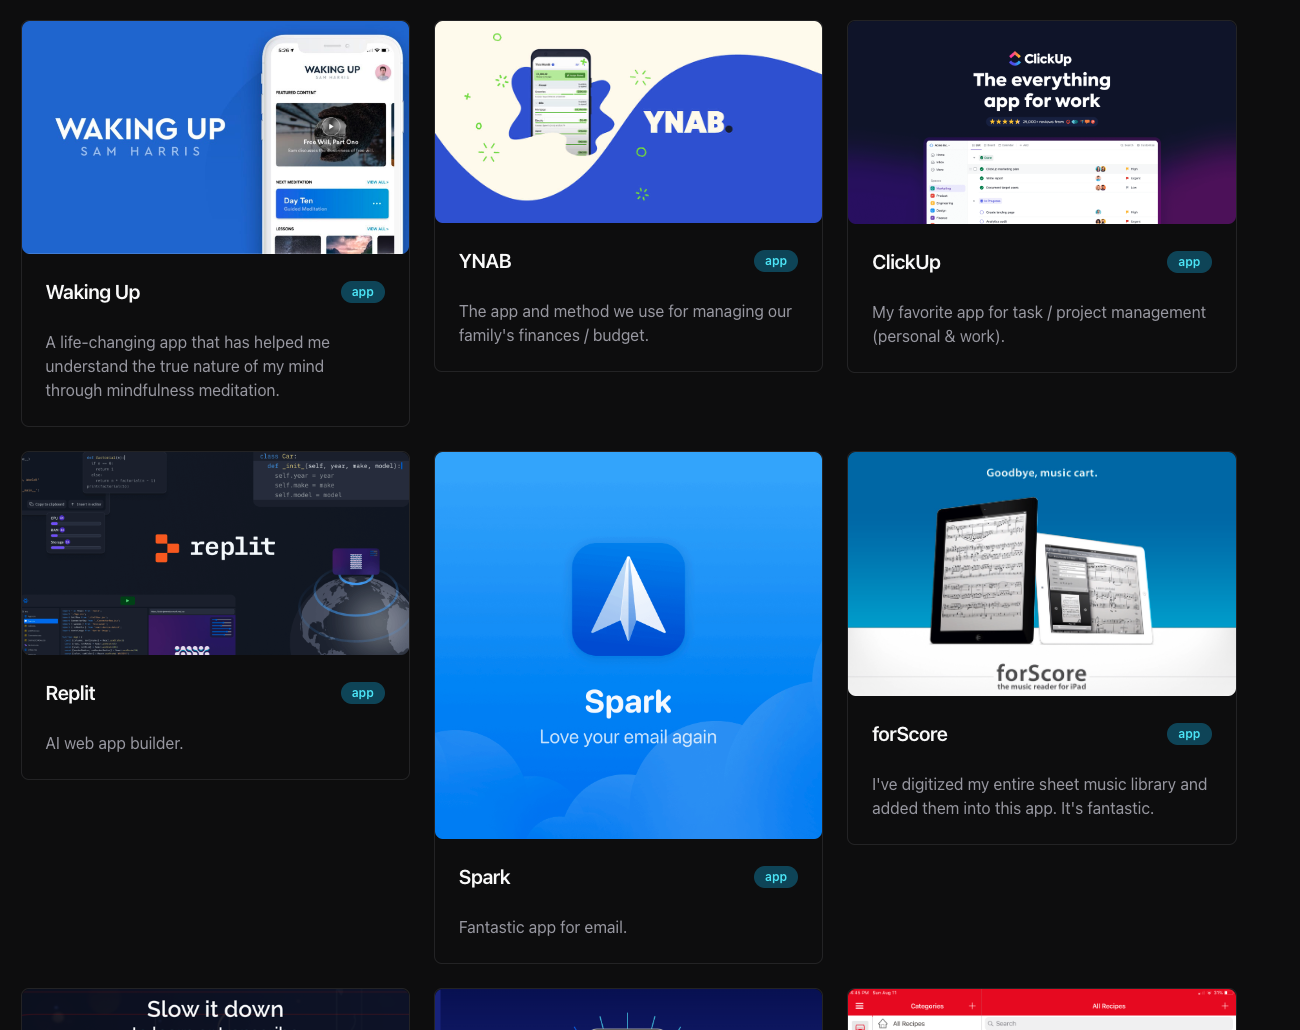 WAKING UP
SAM HARRIS
5:26
WAKING UP
SAM HARRIS
FEATURED CONTENT
Free Will, Part One
NEXT MEDITATION
VIEW ALL >
Day Ten
Guided Meditation
LESSONS
VIEW ALL >
Waking Up
app
A life-changing app that has helped me
understand the true nature of my mind
through mindfulness meditation.
YNAB.
YNAB
app
The app and method we use for managing our
family's finances / budget.
ClickUp
The everything
app for work
25,000+ reviews from
ClickUp
app
My favorite app for task / project management
(personal & work).
class Car:
def _init_(self, year, make, model):
self.year = year
self.make = make
self.model = model
replit
Replit
app
AI web app builder.
Spark
Love your email again
Spark
app
Fantastic app for email.
Goodbye, music cart.
forScore
the music reader for iPad
forScore
app
I've digitized my entire sheet music library and
added them into this app. It's fantastic.
Slow it down
Categories
+
All Recipes
+
All Recipes
Search